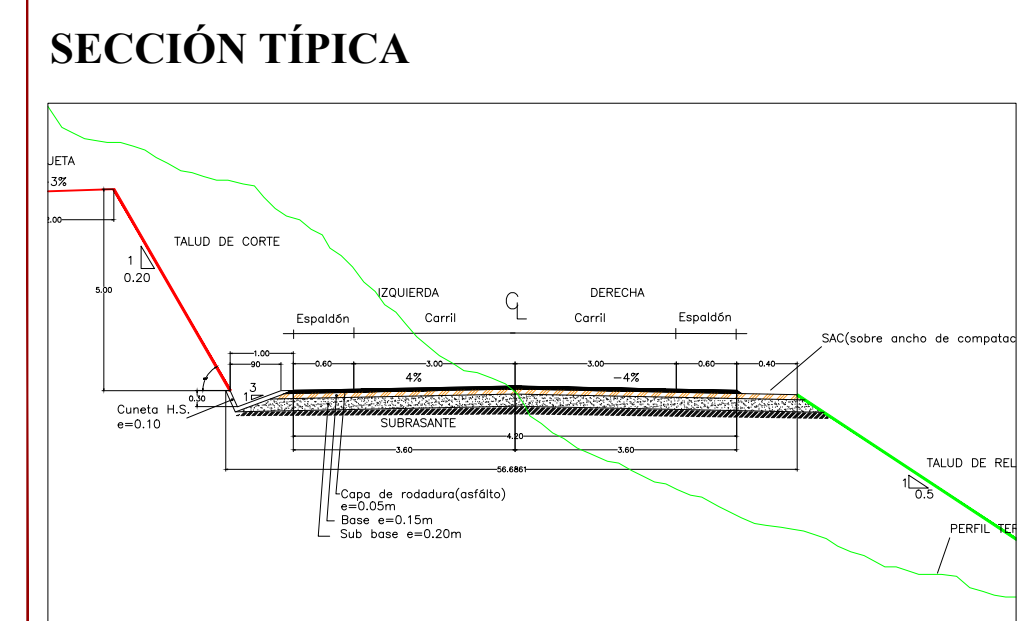 SECCIÓN TÍPICA
UETA
3%
2.00
TALUD DE CORTE
1
0.20
5.00
IZQUIERDA
CL
DERECHA
Espaldón
Carril
Carril
Espaldón
SAC(sobre ancho de compatac
1.00
90
0.60
3.00
3.00
0.60
0.40
4%
-4%
3
1
0.30
Cuneta H.S.
e=0.10
SUBRASANTE
4.20
3.60
3.60
56.6861
TALUD DE REL
1
0.5
Capa de rodadura(asfálto)
e=0.05m
Base e=0.15m
Sub base e=0.20m
PERFIL TER